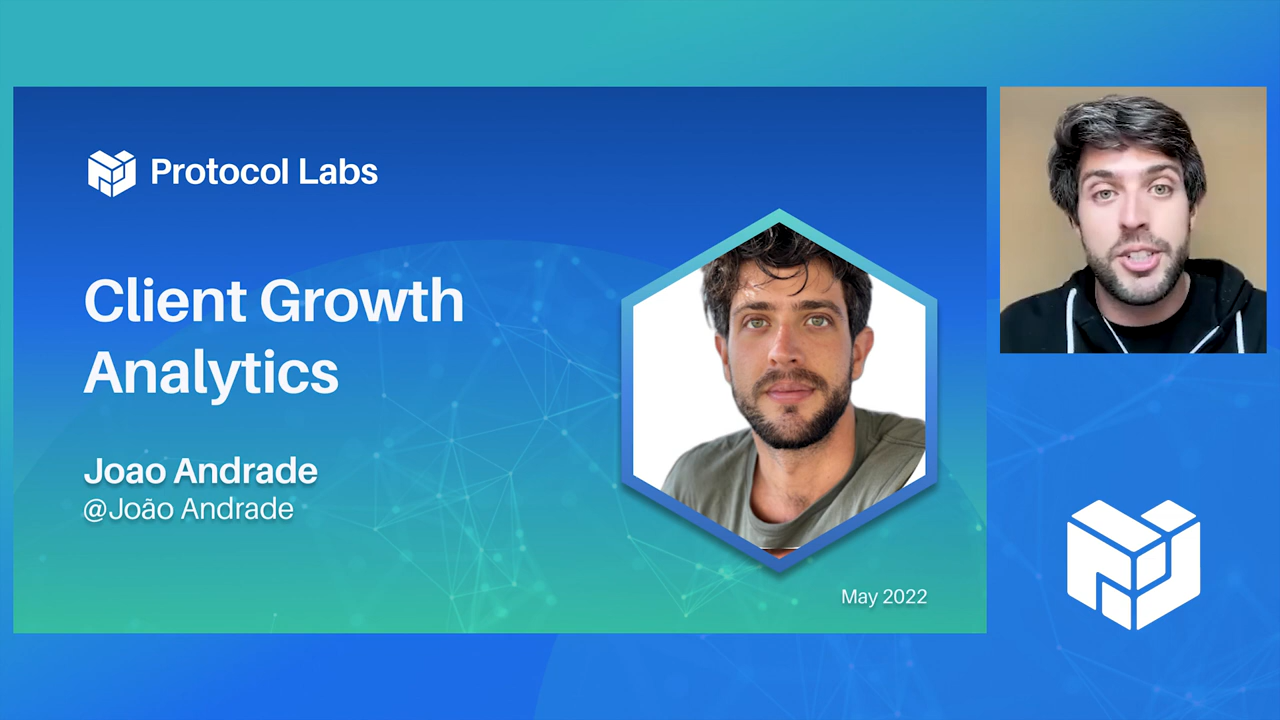 Protocol Labs
Client Growth
Analytics
Joao Andrade
@João Andrade
May 2022